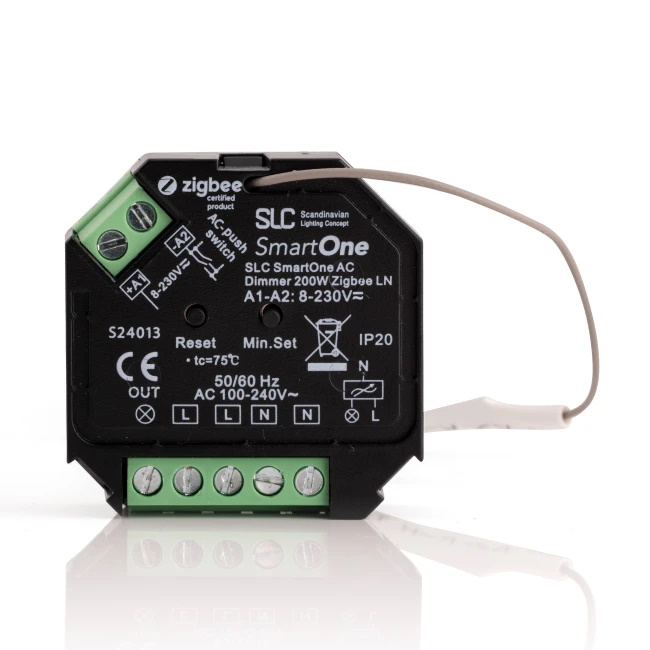 zigbee
certified
product
-A2
AC-push
switch
+A1
8-230V⎓
SLC Scandinavian
Lighting Concept
SmartOne
SLC SmartOne AC
Dimmer 200W Zigbee LN
A1-A2: 8-230V⎓
S24013
Reset Min.Set IP20
• tc=75℃
N
CE
50/60 Hz
OUT AC 100-240V~
L L N N L